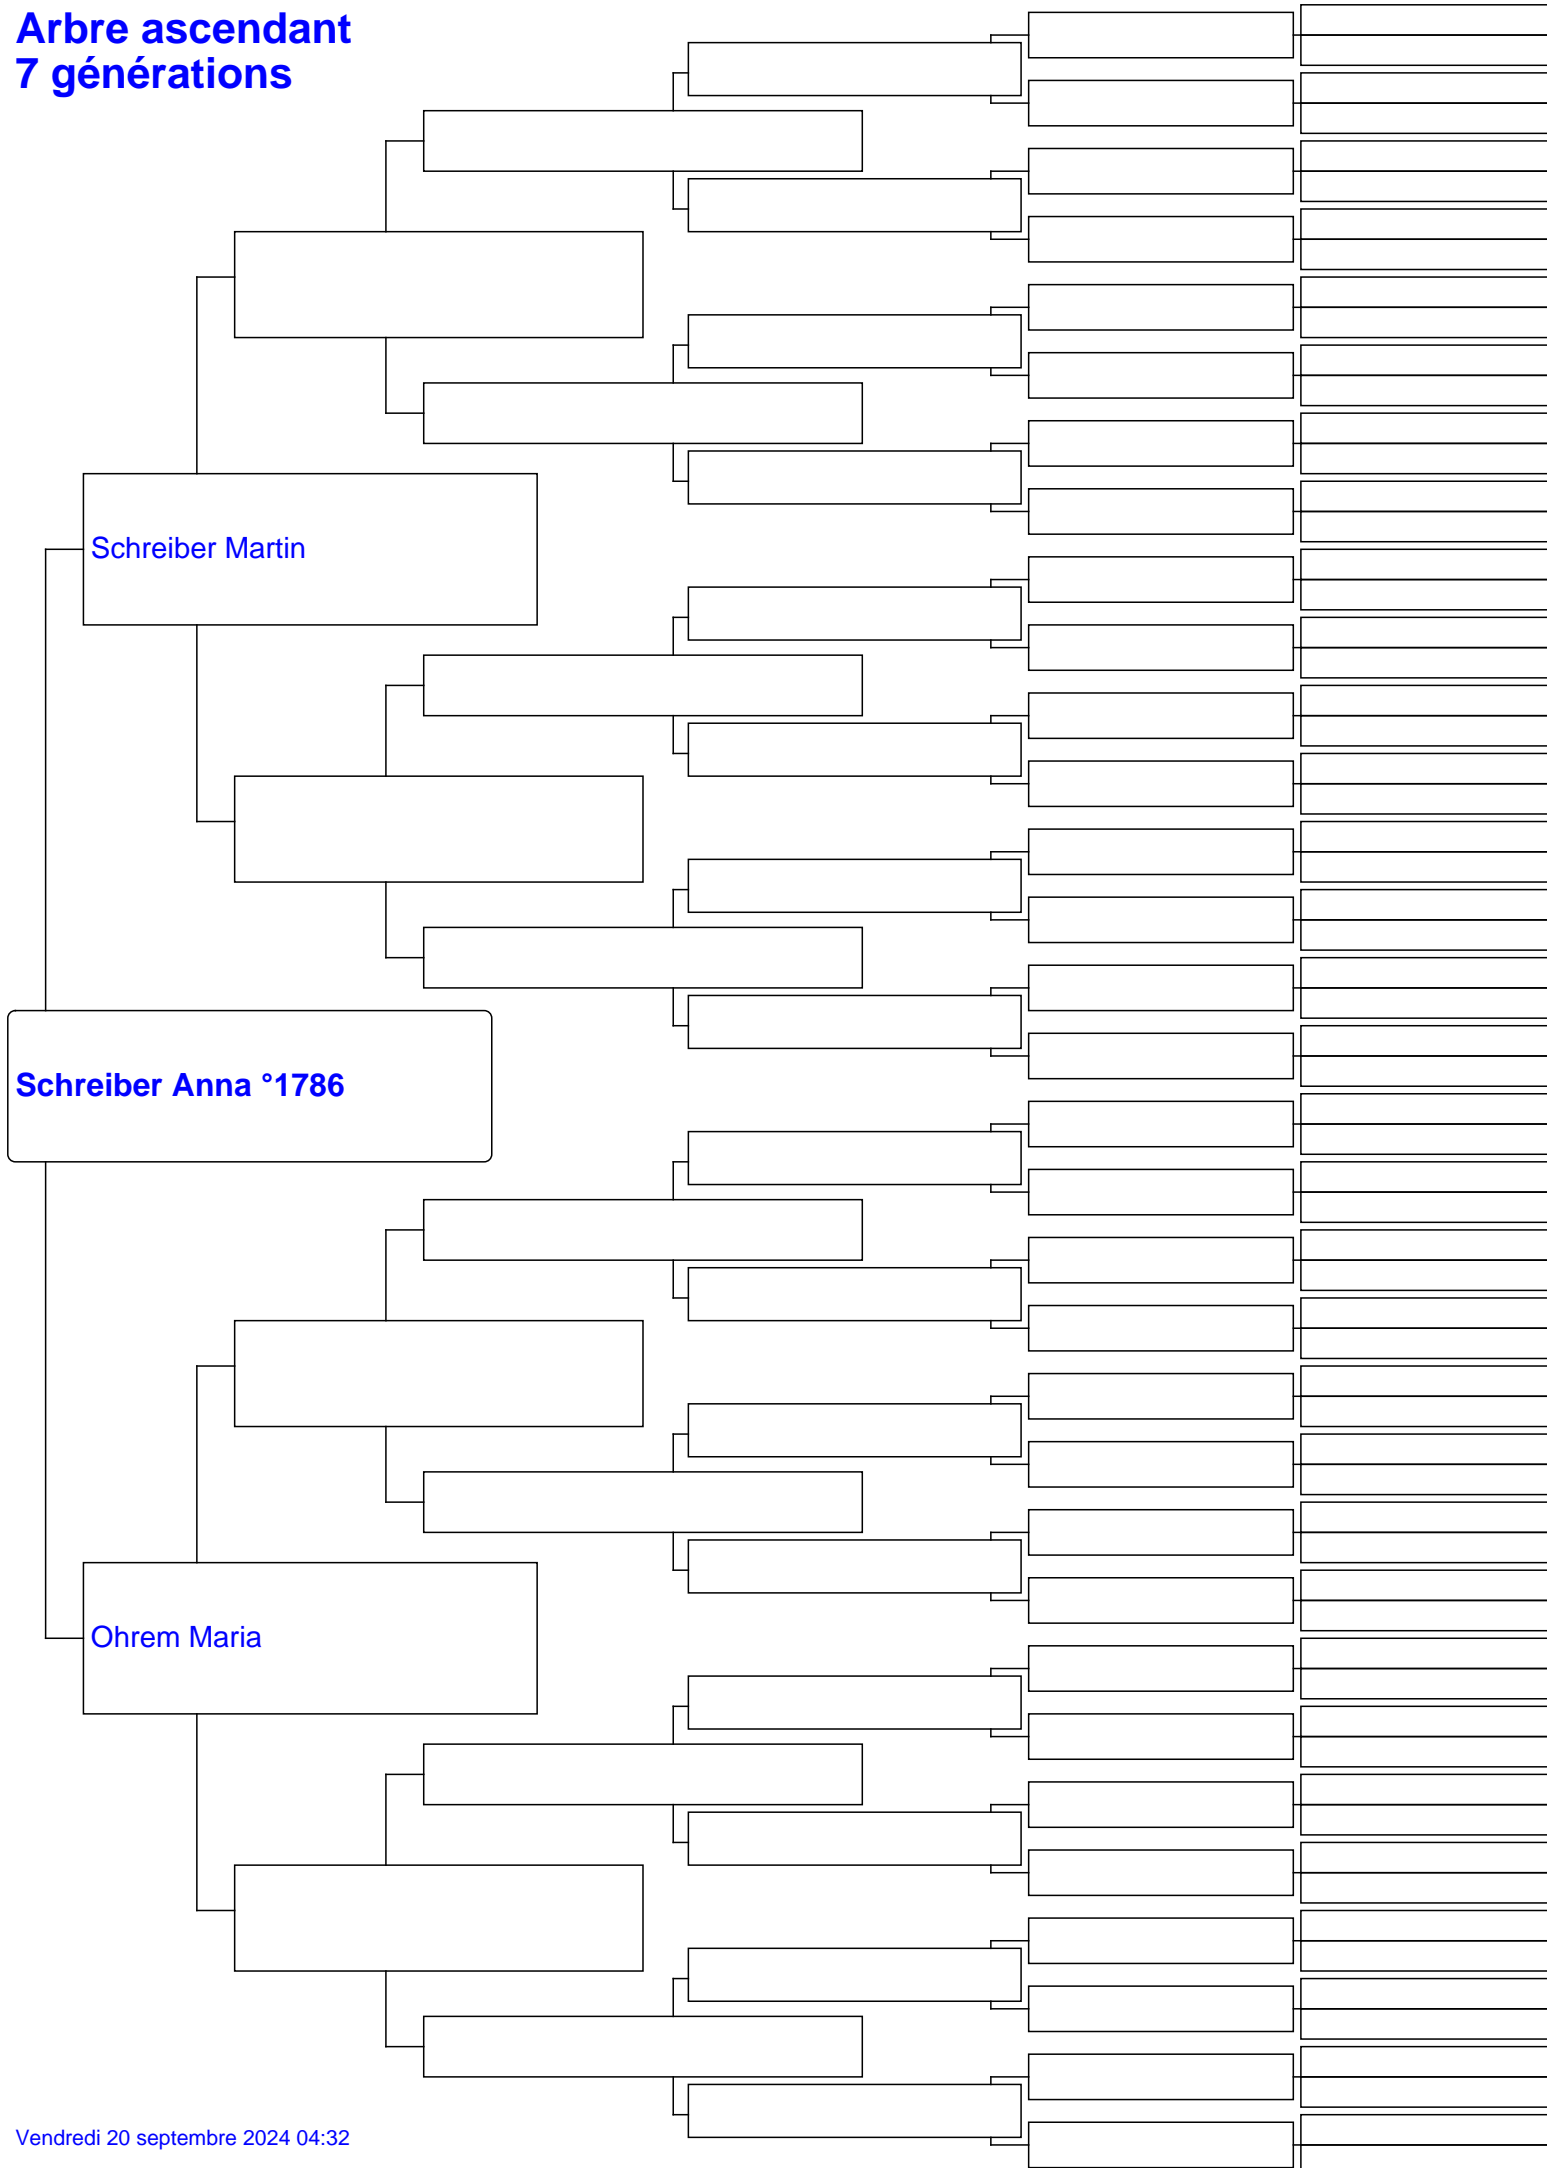 Arbre ascendant
7 générations
Schreiber Martin
Schreiber Anna °1786
Ohrem Maria
Vendredi 20 septembre 2024 04:32